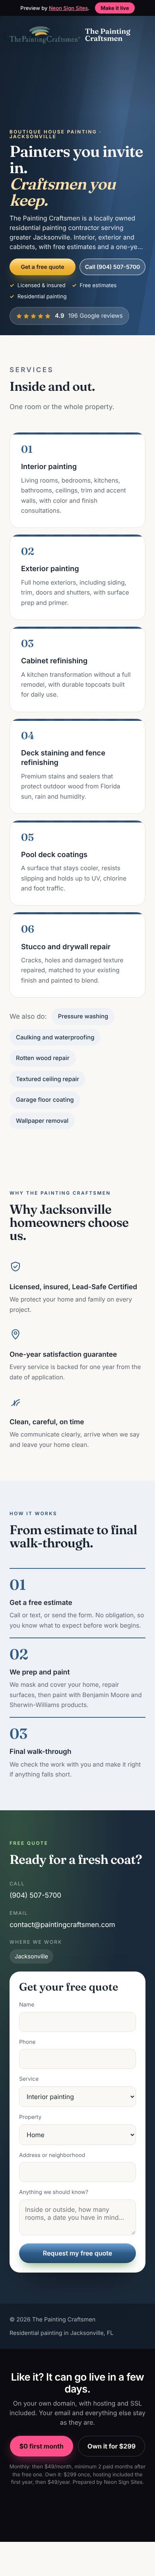 Preview by Neon Sign Sites. Make it live
The Painting Craftsmen
The Painting
Craftsmen
BOUTIQUE HOUSE PAINTING ·
JACKSONVILLE
Painters you invite
in.
Craftsmen you
keep.
The Painting Craftsmen is a locally owned
residential painting contractor serving
greater Jacksonville. Interior, exterior and
cabinets, with free estimates and a one-ye...
Get a free quote
Call (904) 507-5700
✓ Licensed & insured ✓ Free estimates
✓ Residential painting
★★★★★ 4.9 196 Google reviews
SERVICES
Inside and out.
One room or the whole property.
01
Interior painting
Living rooms, bedrooms, kitchens,
bathrooms, ceilings, trim and accent
walls, with color and finish
consultations.
02
Exterior painting
Full home exteriors, including siding,
trim, doors and shutters, with surface
prep and primer.
03
Cabinet refinishing
A kitchen transformation without a full
remodel, with durable topcoats built
for daily use.
04
Deck staining and fence
refinishing
Premium stains and sealers that
protect outdoor wood from Florida
sun, rain and humidity.
05
Pool deck coatings
A surface that stays cooler, resists
slipping and holds up to UV, chlorine
and foot traffic.
06
Stucco and drywall repair
Cracks, holes and damaged texture
repaired, matched to your existing
finish and painted to blend.
We also do: Pressure washing
Caulking and waterproofing
Rotten wood repair
Textured ceiling repair
Garage floor coating
Wallpaper removal
WHY THE PAINTING CRAFTSMEN
Why Jacksonville
homeowners choose
us.
Licensed, insured, Lead-Safe Certified
We protect your home and family on every
project.
One-year satisfaction guarantee
Every service is backed for one year from the
date of application.
Clean, careful, on time
We communicate clearly, arrive when we say
and leave your home clean.
HOW IT WORKS
From estimate to final
walk-through.
01
Get a free estimate
Call or text, or send the form. No obligation, so
you know what to expect before work begins.
02
We prep and paint
We mask and cover your home, repair
surfaces, then paint with Benjamin Moore and
Sherwin-Williams products.
03
Final walk-through
We check the work with you and make it right
if anything falls short.
FREE QUOTE
Ready for a fresh coat?
CALL
(904) 507-5700
EMAIL
contact@paintingcraftsmen.com
WHERE WE WORK
Jacksonville
Get your free quote
Name
Phone
Service
Interior painting
Property
Home
Address or neighborhood
Anything we should know?
Inside or outside, how many
rooms, a date you have in mind...
Request my free quote
© 2026 The Painting Craftsmen
Residential painting in Jacksonville, FL
Like it? It can go live in a few
days.
On your own domain, with hosting and SSL
included. Your email and everything else stay
as they are.
$0 first month
Own it for $299
Monthly: then $49/month, minimum 2 paid months after
the free one. Own it: $299 once, hosting included the
first year, then $49/year. Prepared by Neon Sign Sites.